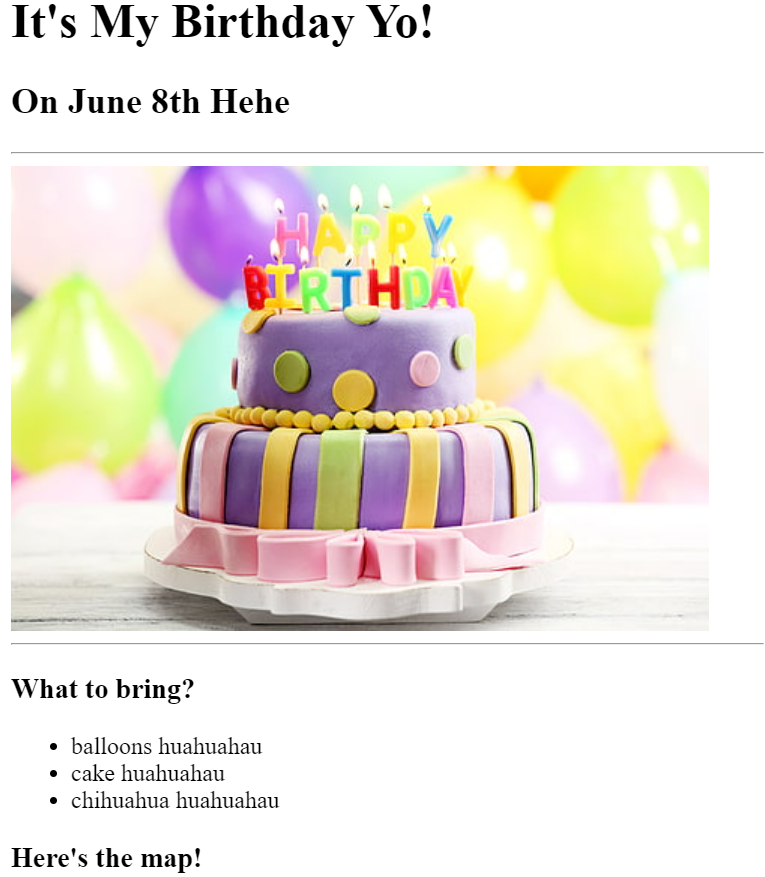 It's My Birthday Yo!
On June 8th Hehe
HAPPY
BIRTHDAY
What to bring?
balloons huahuahau
cake huahuahau
chihuahua huahuahau
Here's the map!